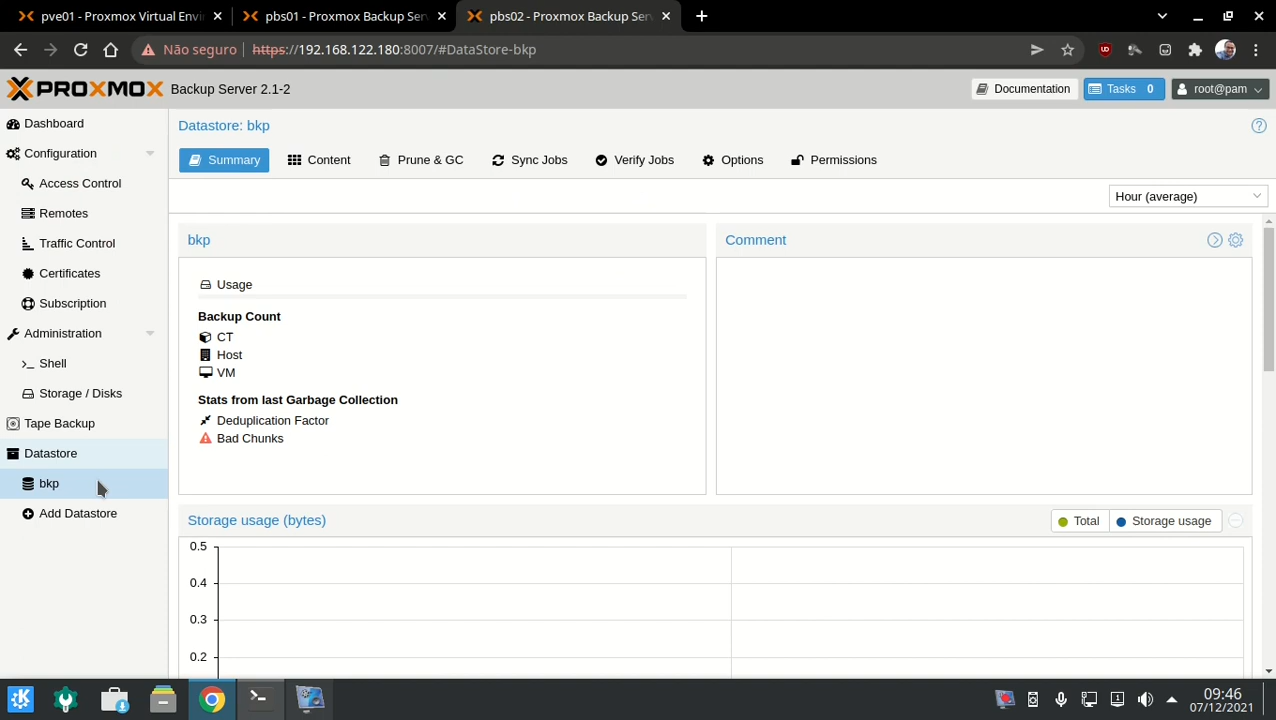 pve01 - Proxmox Virtual Envi
pbs01 - Proxmox Backup Ser
pbs02 - Proxmox Backup Ser
Não seguro
https://192.168.122.180:8007/#DataStore-bkp
PROXMOX Backup Server 2.1-2
Documentation
Tasks 0
root@pam
Dashboard
Configuration
Access Control
Remotes
Traffic Control
Certificates
Subscription
Administration
Shell
Storage / Disks
Tape Backup
Datastore
bkp
Add Datastore
Datastore: bkp
Summary
Content
Prune & GC
Sync Jobs
Verify Jobs
Options
Permissions
Hour (average)
bkp
Usage
Backup Count
CT
Host
VM
Stats from last Garbage Collection
Deduplication Factor
Bad Chunks
Comment
Storage usage (bytes)
Total
Storage usage
0.5
0.4
0.3
0.2
09:46
07/12/2021